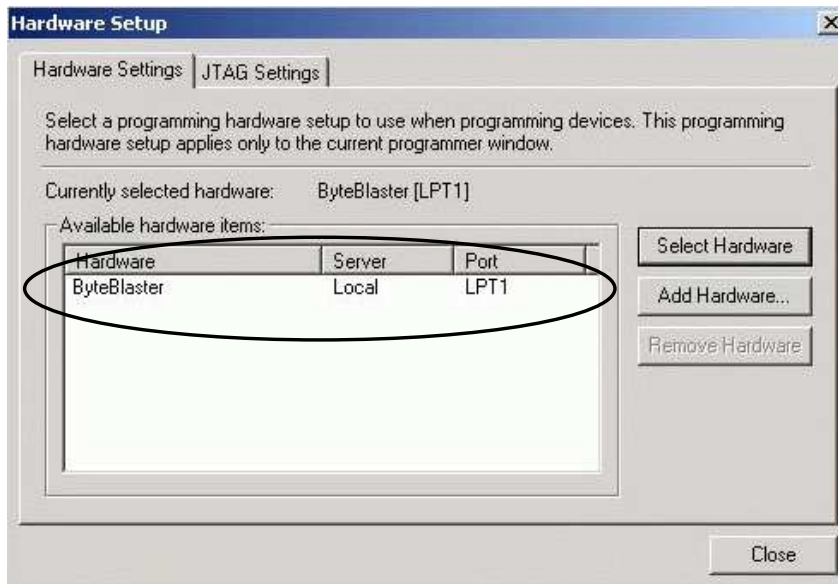 Hardware Setup
Hardware Settings JTAG Settings
Select a programming hardware setup to use when programming devices. This programming
hardware setup applies only to the current programmer window.
Currently selected hardware: ByteBlaster [LPT1]
Available hardware items:
Hardware Server Port
ByteBlaster Local LPT1
Select Hardware
Add Hardware...
Remove Hardware
Close